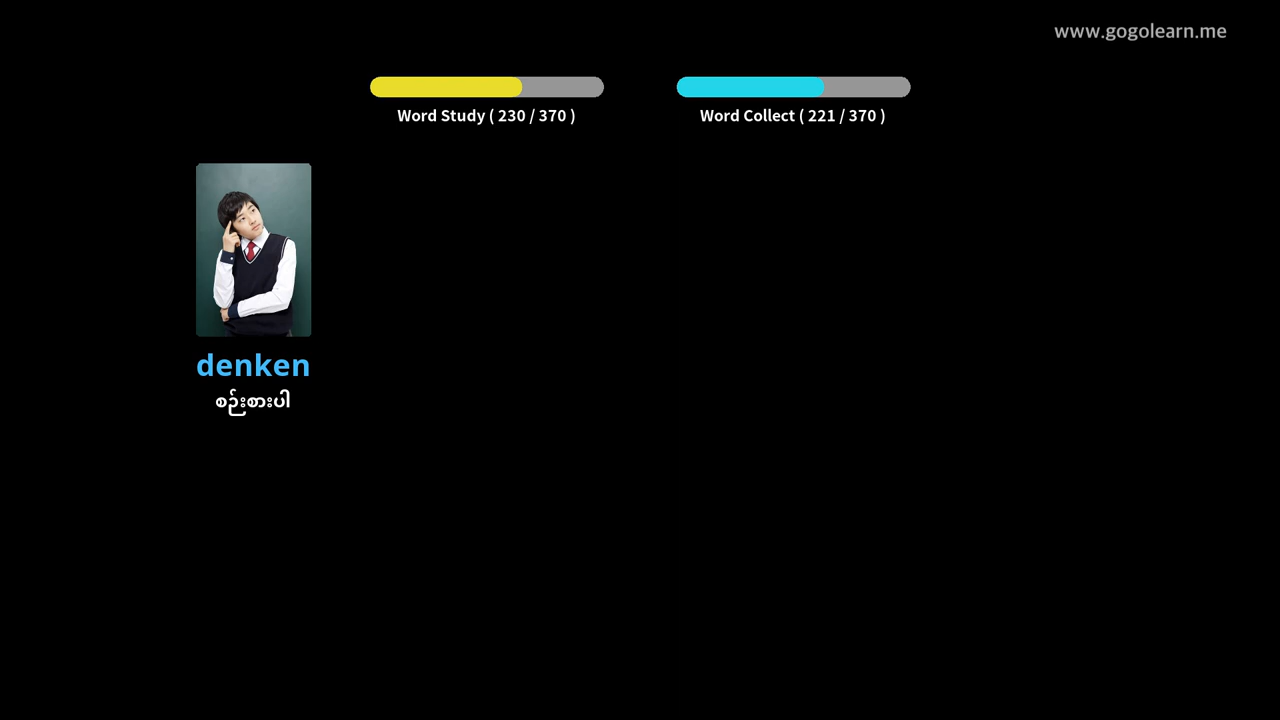 www.gogolearn.me
Word Study ( 230 / 370 )
Word Collect ( 221 / 370 )
denken
စဉ်းစားပါ